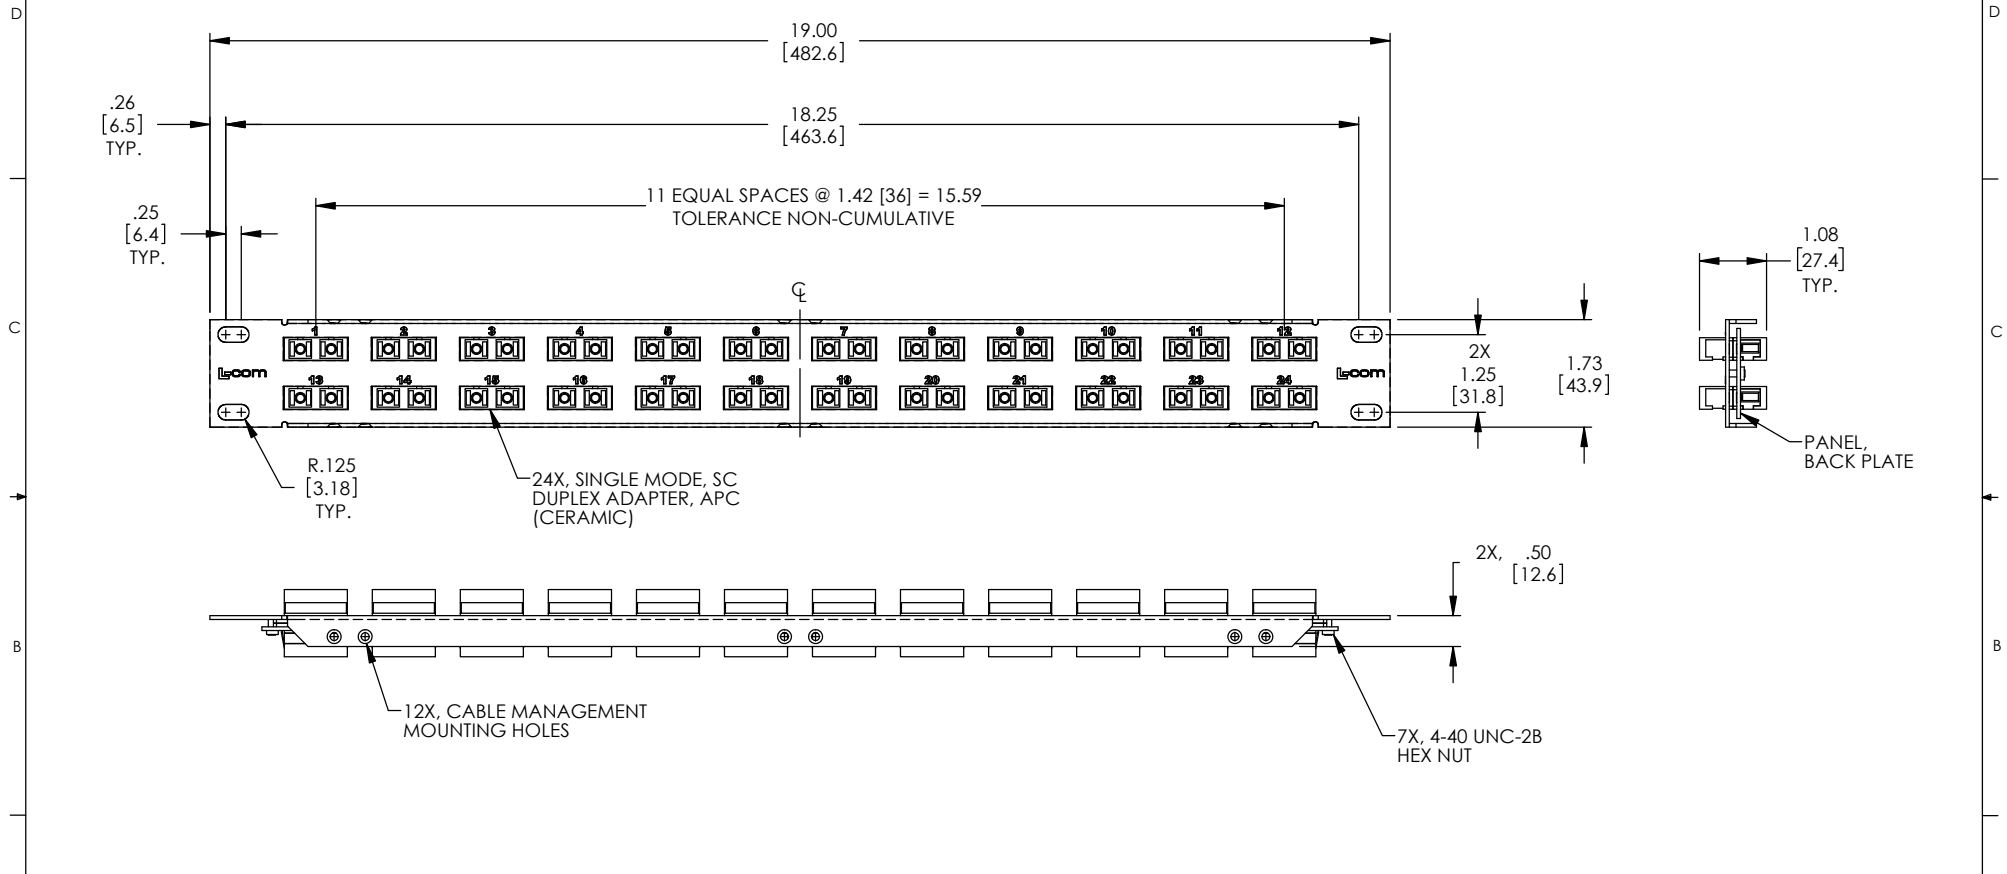 D
D
19.00
[482.6]
.26
[6.5]
TYP.
18.25
[463.6]
11 EQUAL SPACES @ 1.42 [36] = 15.59
TOLERANCE NON-CUMULATIVE
.25
[6.4]
TYP.
1.08
[27.4]
TYP.
℄
C
C
1 2 3 4 5 6 7 8 9 10 11 12
L-com
L-com
13 14 15 16 17 18 19 20 21 22 23 24
2X
1.25
[31.8]
1.73
[43.9]
PANEL,
BACK PLATE
R.125
[3.18]
TYP.
24X, SINGLE MODE, SC
DUPLEX ADAPTER, APC
(CERAMIC)
2X, .50
[12.6]
B
B
12X, CABLE MANAGEMENT
MOUNTING HOLES
7X, 4-40 UNC-2B
HEX NUT